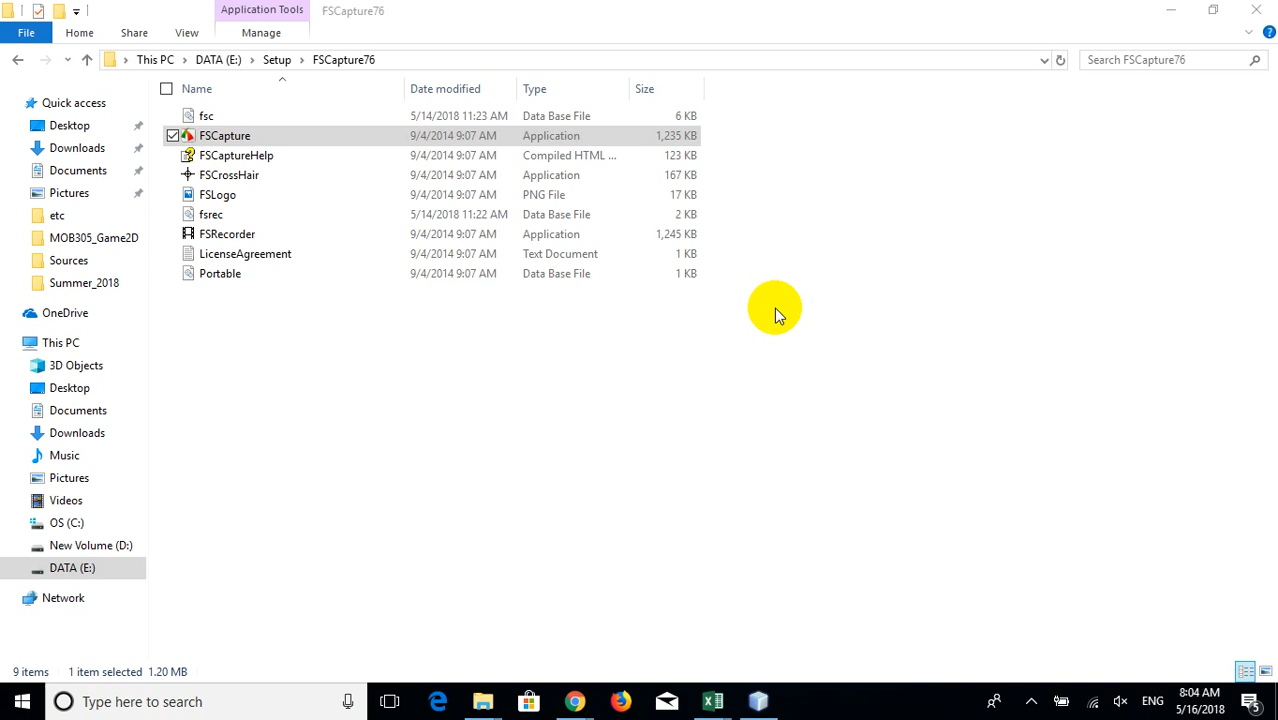 Application Tools FSCapture76
File Home Share View Manage
This PC DATA (E:) Setup FSCapture76 Search FSCapture76
Name Date modified Type Size
Quick access
Desktop
Downloads
Documents
Pictures
etc
MOB305_Game2D
Sources
Summer_2018
OneDrive
This PC
3D Objects
Desktop
Documents
Downloads
Music
Pictures
Videos
OS (C:)
New Volume (D:)
DATA (E:)
Network
fsc 5/14/2018 11:23 AM Data Base File 6 KB
FSCapture 9/4/2014 9:07 AM Application 1,235 KB
FSCaptureHelp 9/4/2014 9:07 AM Compiled HTML ... 123 KB
FSCrossHair 9/4/2014 9:07 AM Application 167 KB
FSLogo 9/4/2014 9:07 AM PNG File 17 KB
fsrec 5/14/2018 11:22 AM Data Base File 2 KB
FSRecorder 9/4/2014 9:07 AM Application 1,245 KB
LicenseAgreement 9/4/2014 9:07 AM Text Document 1 KB
Portable 9/4/2014 9:07 AM Data Base File 1 KB
9 items 1 item selected 1.20 MB
Type here to search ENG 8:04 AM
5/16/2018 5